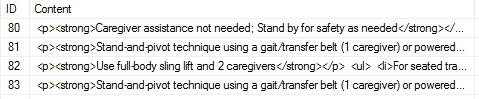 ID Content
80 <p><strong>Caregiver assistance not needed; Stand by for safety as needed</strong></...
81 <p><strong>Stand-and-pivot technique using a gait/transfer belt (1 caregiver) or powered...
82 <p><strong>Use full-body sling lift and 2 caregivers</strong></p> <ul> <li>For seated tra...
83 <p><strong>Stand-and-pivot technique using a gait/transfer belt (1 caregiver) or powered...